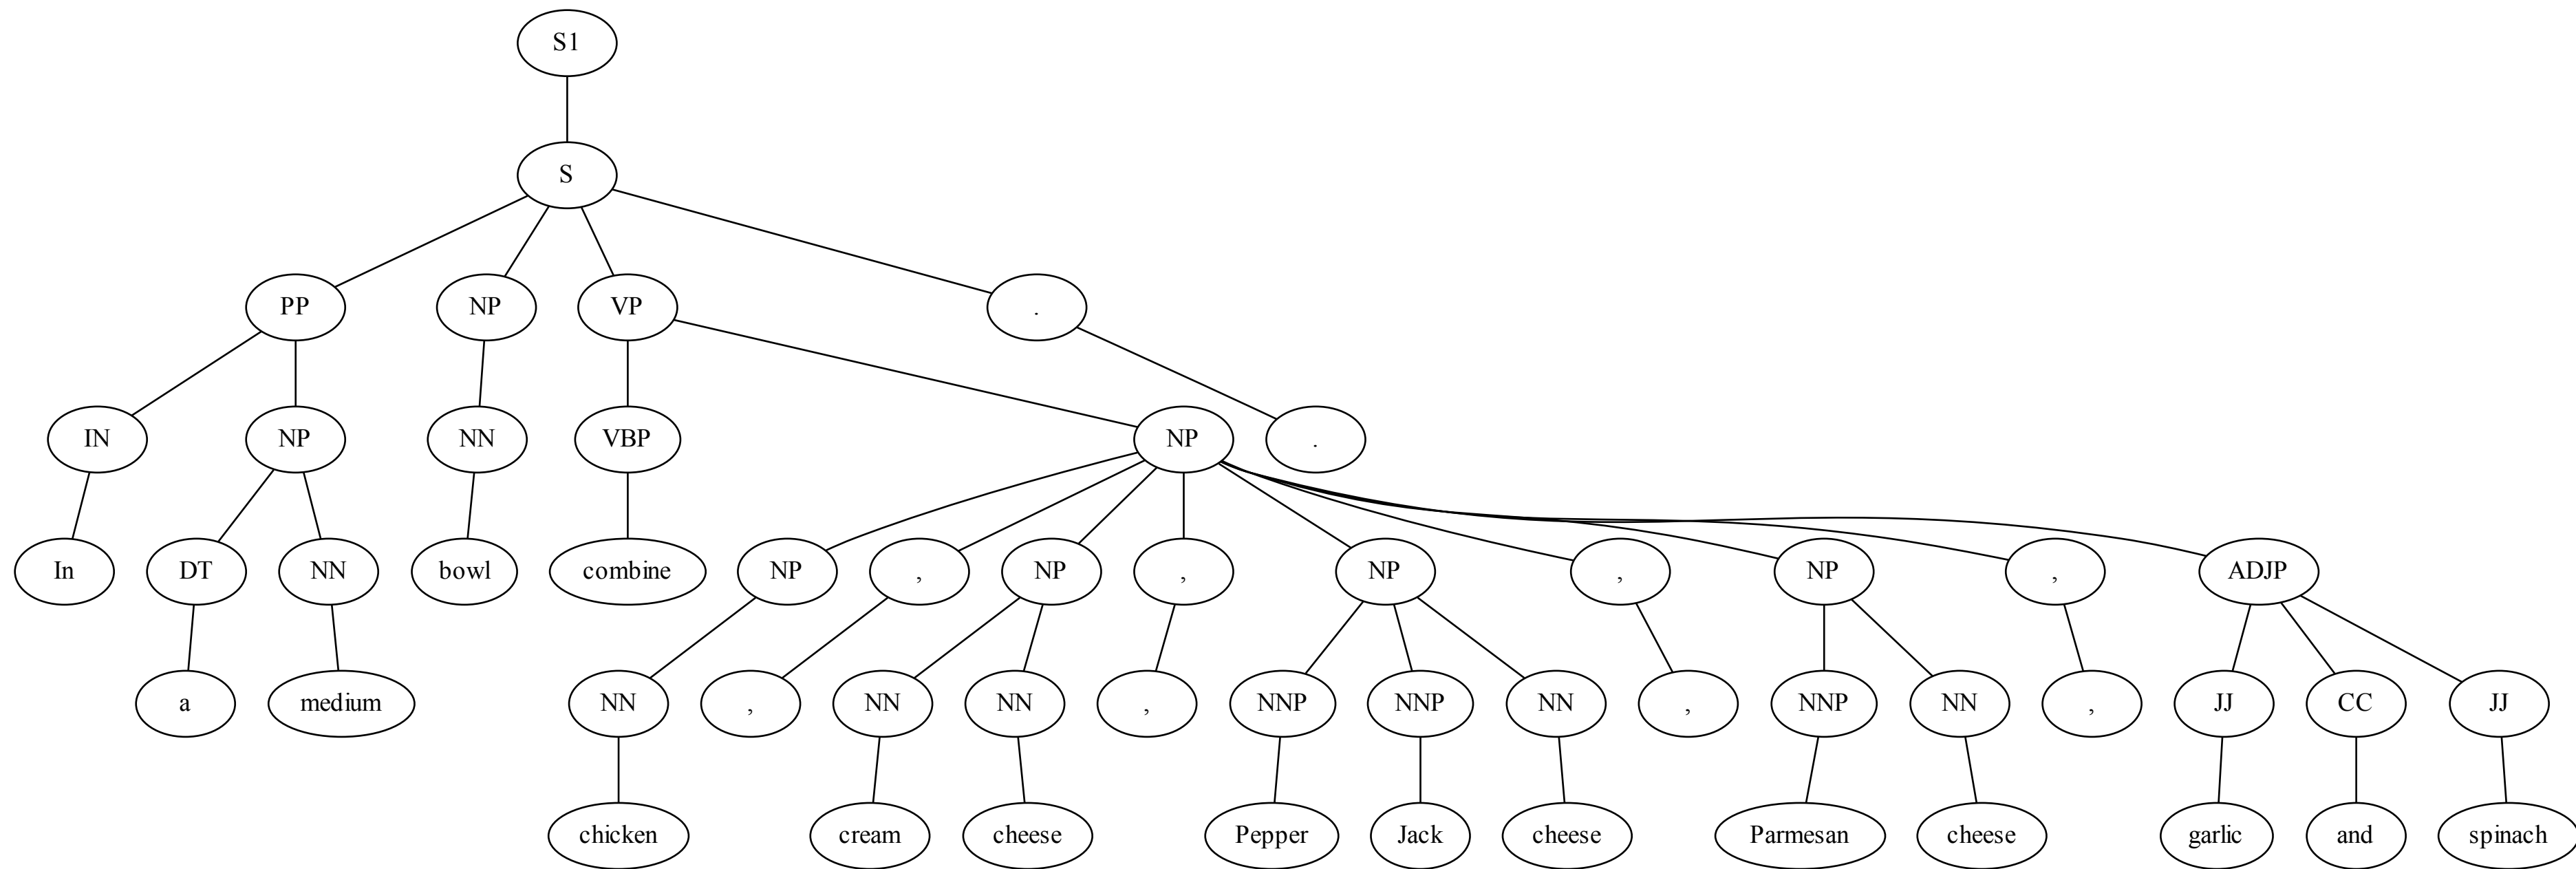 S1
S
PP NP VP .
IN NP NN VBP NP .
In DT NN bowl combine NP , NP , NP , NP , ADJP
a medium NN , NN NN , NNP NNP NN , NNP NN , JJ CC JJ
chicken cream cheese Pepper Jack cheese Parmesan cheese garlic and spinach